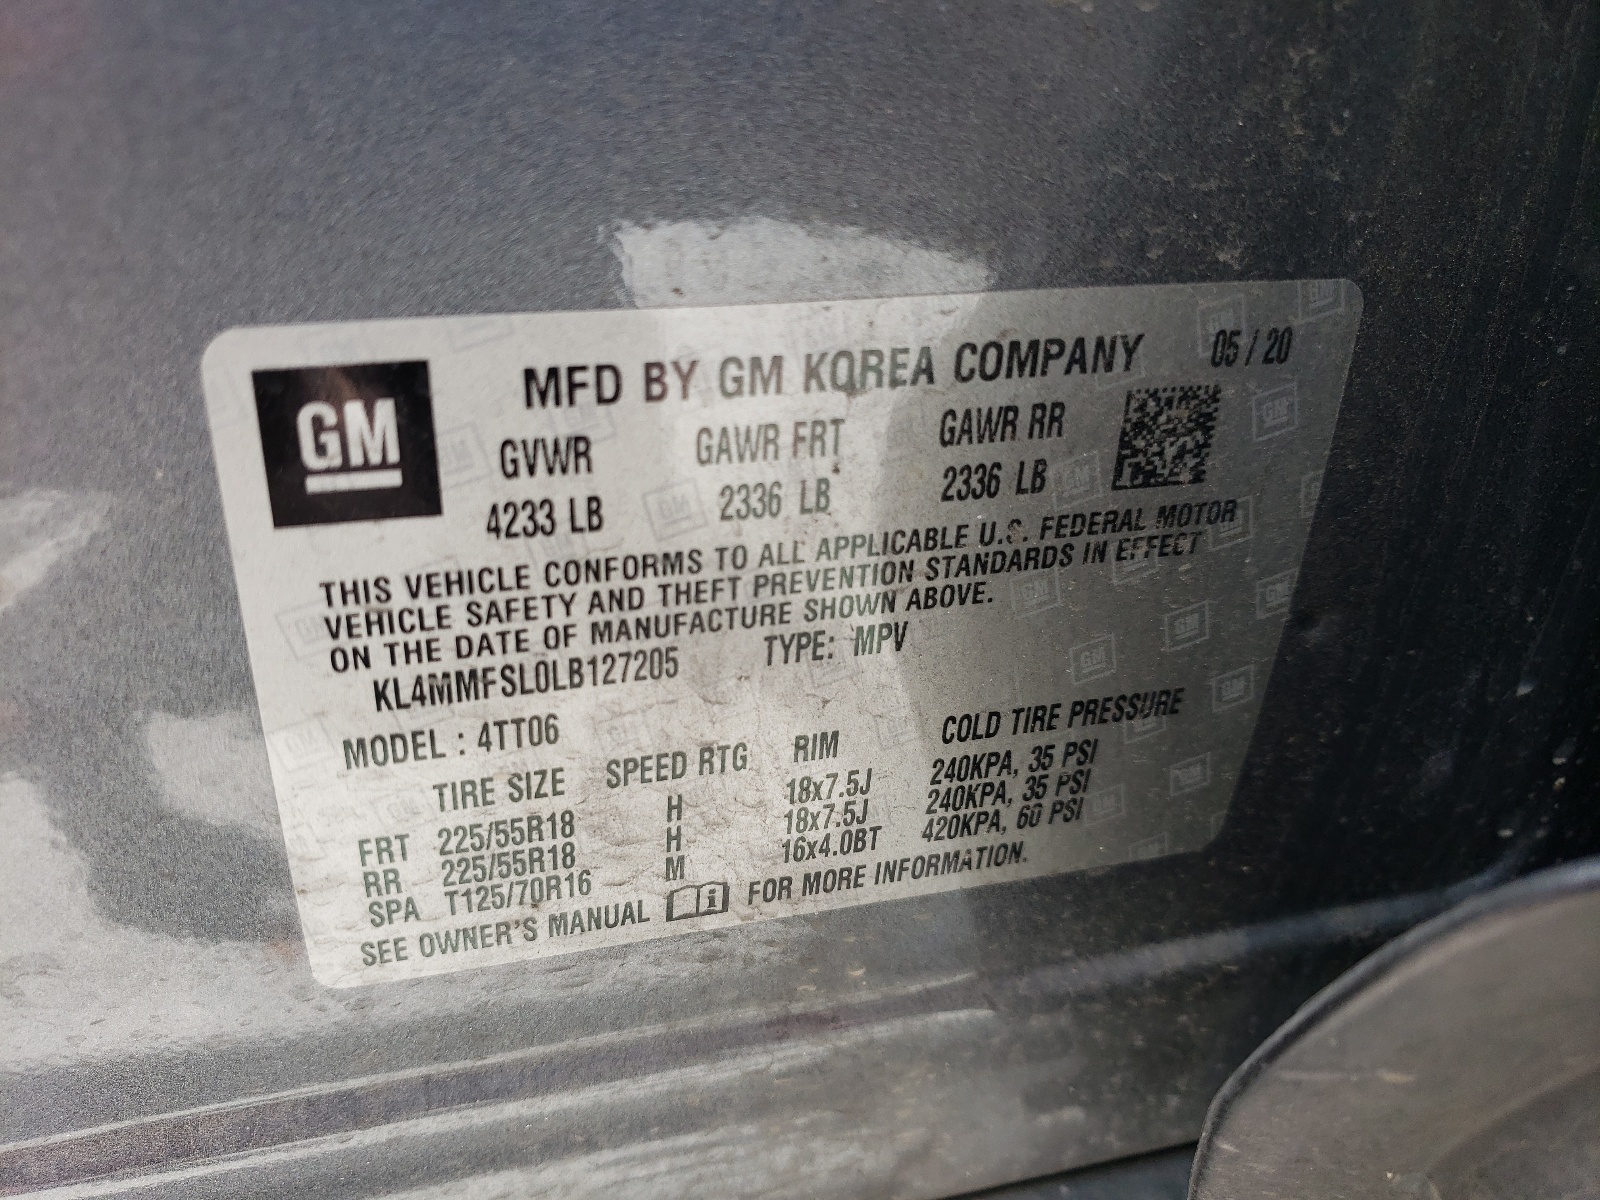 GM
MFD BY GM KOREA COMPANY 05 / 20
GVWR GAWR FRT GAWR RR
4233 LB 2336 LB 2336 LB
THIS VEHICLE CONFORMS TO ALL APPLICABLE U.S. FEDERAL MOTOR
VEHICLE SAFETY AND THEFT PREVENTION STANDARDS IN EFFECT
ON THE DATE OF MANUFACTURE SHOWN ABOVE.
KL4MMFSL0LB127205 TYPE: MPV
MODEL : 4TT06
TIRE SIZE SPEED RTG RIM COLD TIRE PRESSURE
FRT 225/55R18 H 18x7.5J 240KPA, 35 PSI
RR 225/55R18 H 18x7.5J 240KPA, 35 PSI
SPA T125/70R16 M 16x4.0BT 420KPA, 60 PSI
SEE OWNER'S MANUAL FOR MORE INFORMATION.